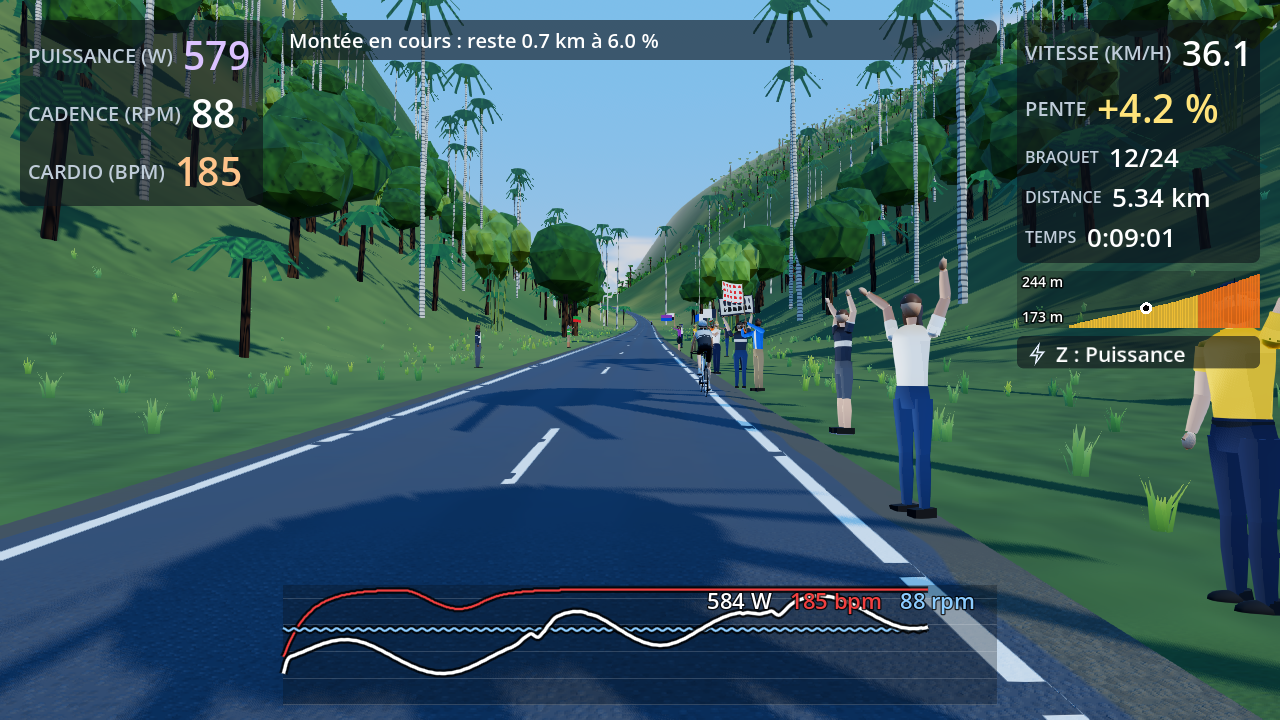 PUISSANCE (W) 579
CADENCE (RPM) 88
CARDIO (BPM) 185
Montée en cours : reste 0.7 km à 6.0 %
VITESSE (KM/H) 36.1
PENTE +4.2 %
BRAQUET 12/24
DISTANCE 5.34 km
TEMPS 0:09:01
244 m
173 m
Z : Puissance
584 W 185 bpm 88 rpm